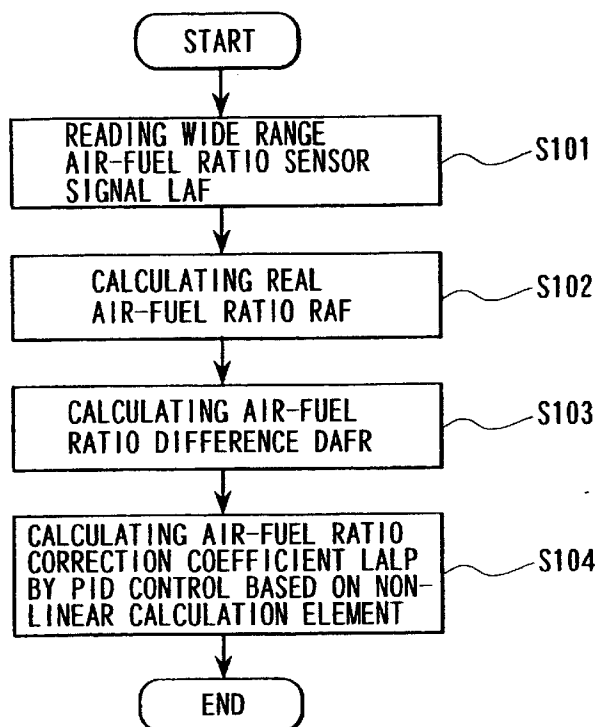 START
READING WIDE RANGE
AIR-FUEL RATIO SENSOR
SIGNAL LAF
S101
CALCULATING REAL
AIR-FUEL RATIO RAF
S102
CALCULATING AIR-FUEL
RATIO DIFFERENCE DAFR
S103
CALCULATING AIR-FUEL RATIO
CORRECTION COEFFICIENT LALP
BY PID CONTROL BASED ON NON-
LINEAR CALCULATION ELEMENT
S104
END